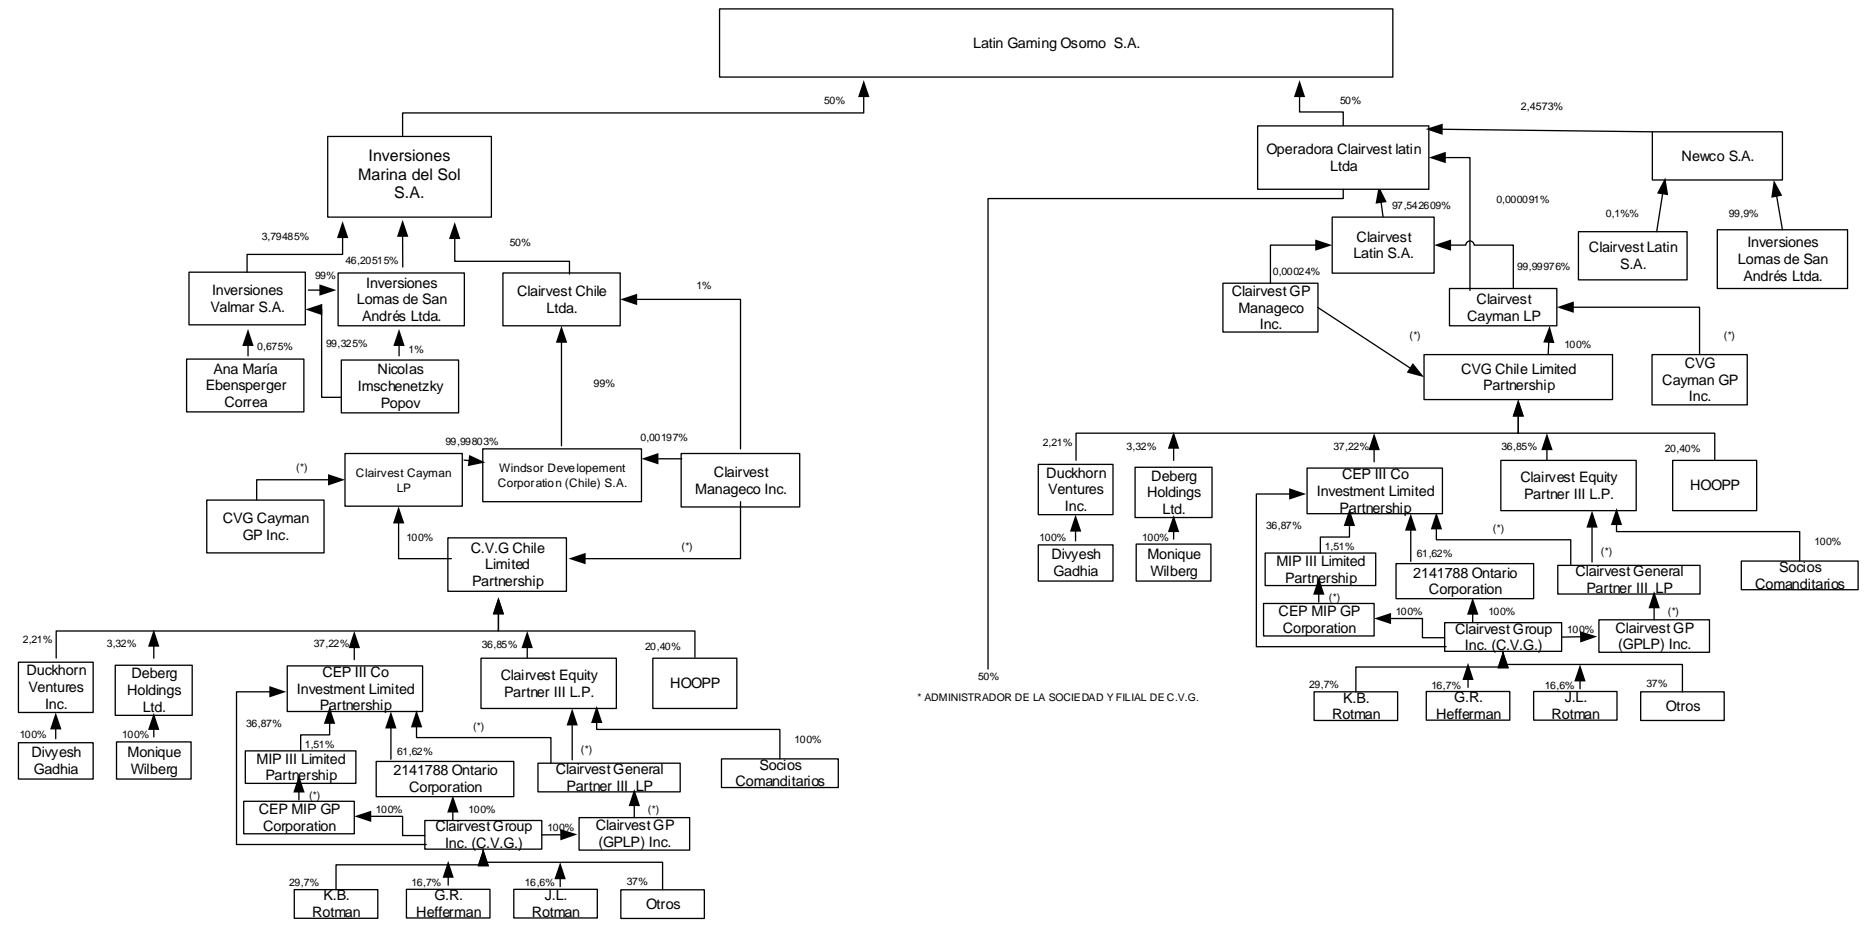 Latin Gaming Osorno S.A.
50%
50%
2,4573%
Inversiones
Marina del Sol
S.A.
Operadora Clairvest latin
Ltda
Newco S.A.
3,79485%
46,20515%
50%
97,542609%
0,000091%
0,1%%
99,9%
Inversiones
Valmar S.A.
99%
Inversiones
Lomas de San
Andrés Ltda.
Clairvest Chile
Ltda.
1%
Clairvest
Latin S.A.
Clairvest Latin
S.A.
Inversiones
Lomas de San
Andrés Ltda.
0,00024%
99,99976%
Clairvest GP
Manageco
Inc.
Clairvest
Cayman LP
0,675%
99,325%
1%
(*)
100%
(*)
Ana María
Ebensperger
Correa
Nicolas
Imschenetzky
Popov
99%
CVG Chile Limited
Partnership
CVG
Cayman GP
Inc.
99,99803%
0,00197%
(*)
Clairvest Cayman
LP
Windsor Developement
Corporation (Chile) S.A.
Clairvest
Manageco Inc.
CVG Cayman
GP Inc.
100%
(*)
C.V.G Chile
Limited
Partnership
2,21%
3,32%
37,22%
36,85%
20,40%
Duckhorn
Ventures
Inc.
Deberg
Holdings
Ltd.
CEP III Co
Investment Limited
Partnership
Clairvest Equity
Partner III L.P.
HOOPP
100%
100%
36,87%
1,51%
61,62%
(*)
(*)
100%
Divyesh
Gadhia
Monique
Wilberg
MIP III Limited
Partnership
2141788 Ontario
Corporation
Clairvest General
Partner III LP
Socios
Comanditarios
(*)
100%
100%
(*)
CEP MIP GP
Corporation
Clairvest Group
Inc. (C.V.G.)
100%
Clairvest GP
(GPLP) Inc.
29,7%
16,7%
16,6%
37%
K.B.
Rotman
G.R.
Hefferman
J.L.
Rotman
Otros
50%
* ADMINISTRADOR DE LA SOCIEDAD Y FILIAL DE C.V.G.
2,21%
3,32%
37,22%
36,85%
20,40%
Duckhorn
Ventures
Inc.
Deberg
Holdings
Ltd.
CEP III Co
Investment Limited
Partnership
Clairvest Equity
Partner III L.P.
HOOPP
100%
100%
36,87%
1,51%
61,62%
(*)
(*)
100%
Divyesh
Gadhia
Monique
Wilberg
MIP III Limited
Partnership
2141788 Ontario
Corporation
Clairvest General
Partner III LP
Socios
Comanditarios
(*)
100%
100%
(*)
CEP MIP GP
Corporation
Clairvest Group
Inc. (C.V.G.)
100%
Clairvest GP
(GPLP) Inc.
29,7%
16,7%
16,6%
37%
K.B.
Rotman
G.R.
Hefferman
J.L.
Rotman
Otros